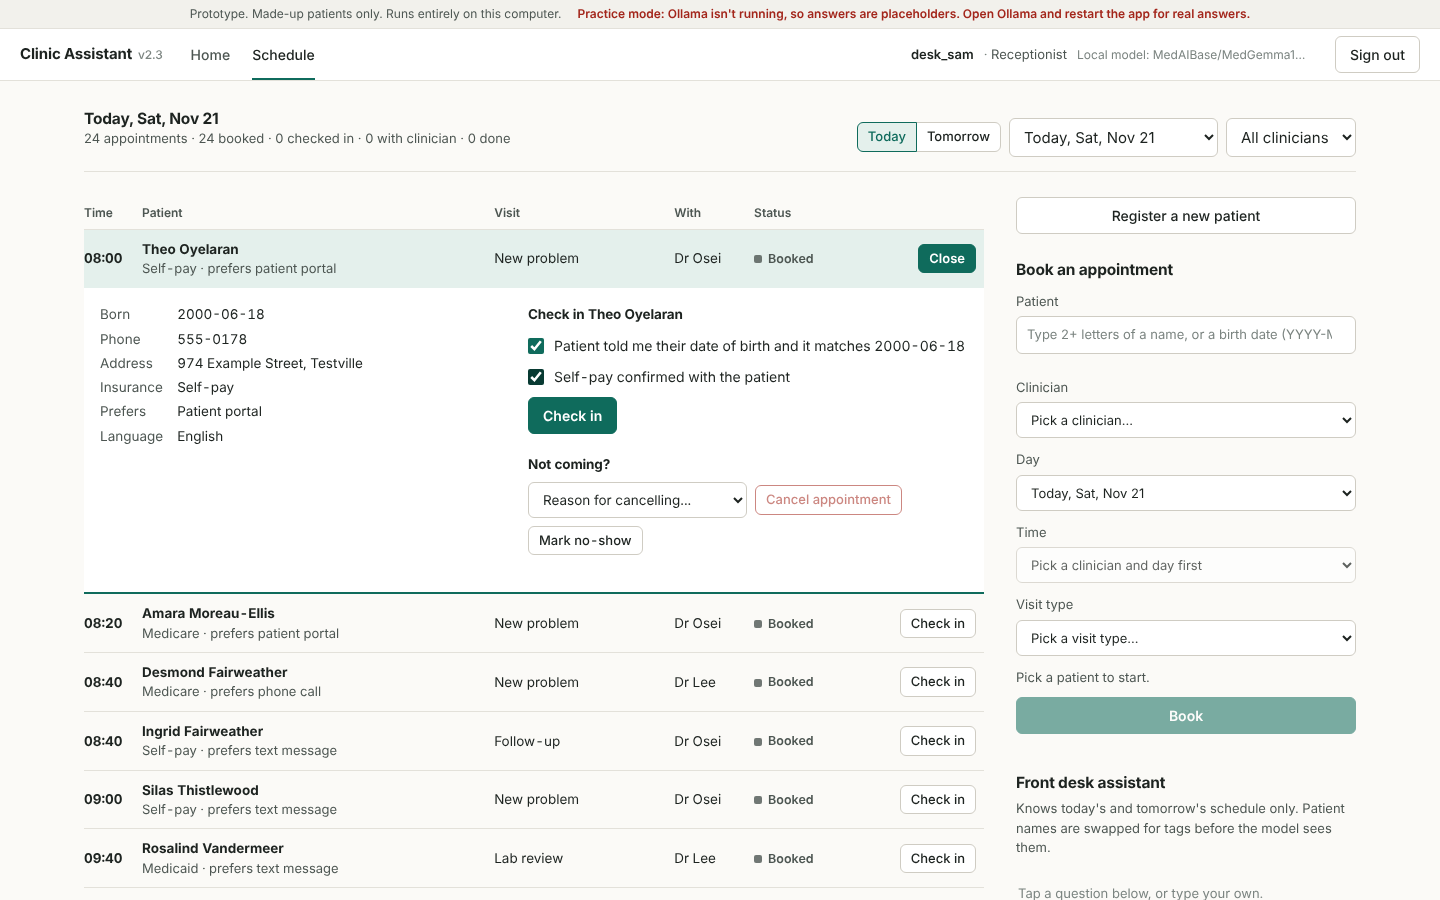 Prototype. Made-up patients only. Runs entirely on this computer. Practice mode: Ollama isn't running, so answers are placeholders. Open Ollama and restart the app for real answers.
Clinic Assistant v2.3 Home Schedule desk_sam · Receptionist Local model: MedAIBase/MedGemma1... Sign out
Today, Sat, Nov 21
24 appointments · 24 booked · 0 checked in · 0 with clinician · 0 done
Today Tomorrow Today, Sat, Nov 21 All clinicians
Time Patient Visit With Status
08:00 Theo Oyelaran New problem Dr Osei Booked Close
Self-pay · prefers patient portal
Born 2000-06-18
Phone 555-0178
Address 974 Example Street, Testville
Insurance Self-pay
Prefers Patient portal
Language English
Check in Theo Oyelaran
Patient told me their date of birth and it matches 2000-06-18
Self-pay confirmed with the patient
Check in
Not coming?
Reason for cancelling... Cancel appointment
Mark no-show
08:20 Amara Moreau-Ellis New problem Dr Osei Booked Check in
Medicare · prefers patient portal
08:40 Desmond Fairweather New problem Dr Lee Booked Check in
Medicare · prefers phone call
08:40 Ingrid Fairweather Follow-up Dr Osei Booked Check in
Self-pay · prefers text message
09:00 Silas Thistlewood New problem Dr Osei Booked Check in
Self-pay · prefers text message
09:40 Rosalind Vandermeer Lab review Dr Lee Booked Check in
Medicaid · prefers text message
Register a new patient
Book an appointment
Patient
Type 2+ letters of a name, or a birth date (YYYY-M
Clinician
Pick a clinician...
Day
Today, Sat, Nov 21
Time
Pick a clinician and day first
Visit type
Pick a visit type...
Pick a patient to start.
Book
Front desk assistant
Knows today's and tomorrow's schedule only. Patient
names are swapped for tags before the model sees
them.
Tap a question below, or type your own.